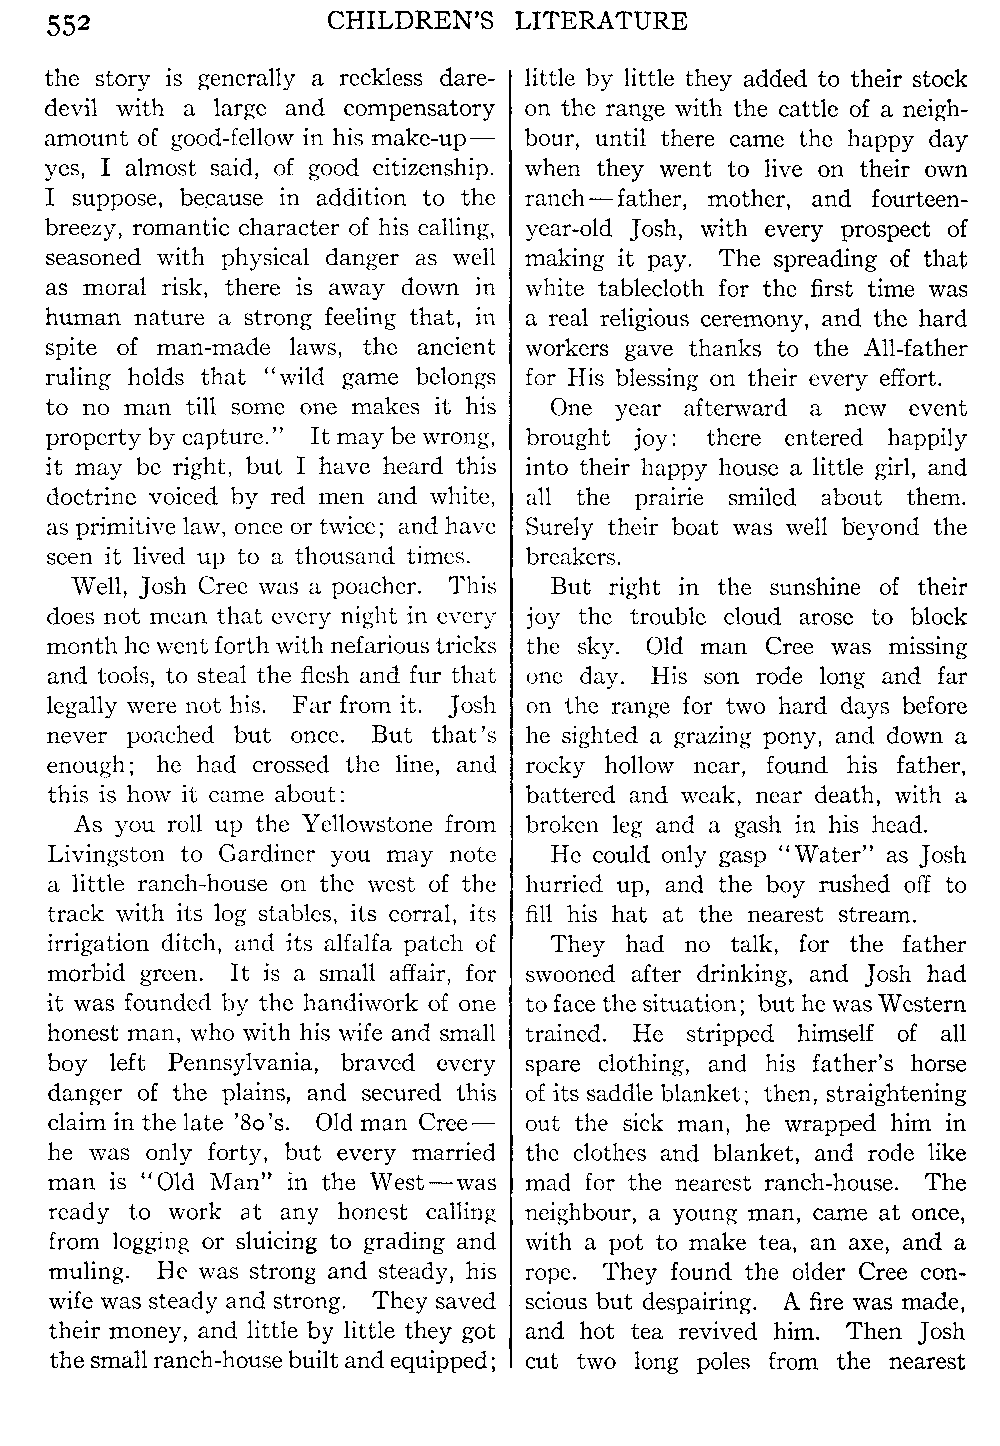 552 CHILDREN'S LITERATURE
the story is generally a reckless dare-
devil with a large and compensatory
amount of good-fellow in his make-up—
yes, I almost said, of good citizenship.
I suppose, because in addition to the
breezy, romantic character of his calling,
seasoned with physical danger as well
as moral risk, there is away down in
human nature a strong feeling that, in
spite of man-made laws, the ancient
ruling holds that "wild game belongs
to no man till some one makes it his
property by capture." It may be wrong,
it may be right, but I have heard this
doctrine voiced by red men and white,
as primitive law, once or twice; and have
seen it lived up to a thousand times.
Well, Josh Cree was a poacher. This
does not mean that every night in every
month he went forth with nefarious tricks
and tools, to steal the flesh and fur that
legally were not his. Far from it. Josh
never poached but once. But that's
enough; he had crossed the line, and
this is how it came about:
As you roll up the Yellowstone from
Livingston to Gardiner you may note
a little ranch-house on the west of the
track with its log stables, its corral, its
irrigation ditch, and its alfalfa patch of
morbid green. It is a small affair, for
it was founded by the handiwork of one
honest man, who with his wife and small
boy left Pennsylvania, braved every
danger of the plains, and secured this
claim in the late '80's. Old man Cree—
he was only forty, but every married
man is "Old Man" in the West—was
ready to work at any honest calling
from logging or sluicing to grading and
muling. He was strong and steady, his
wife was steady and strong. They saved
their money, and little by little they got
the small ranch-house built and equipped;
little by little they added to their stock
on the range with the cattle of a neigh-
bour, until there came the happy day
when they went to live on their own
ranch—father, mother, and fourteen-
year-old Josh, with every prospect of
making it pay. The spreading of that
white tablecloth for the first time was
a real religious ceremony, and the hard
workers gave thanks to the All-father
for His blessing on their every effort.
One year afterward a new event
brought joy: there entered happily
into their happy house a little girl, and
all the prairie smiled about them.
Surely their boat was well beyond the
breakers.
But right in the sunshine of their
joy the trouble cloud arose to block
the sky. Old man Cree was missing
one day. His son rode long and far
on the range for two hard days before
he sighted a grazing pony, and down a
rocky hollow near, found his father,
battered and weak, near death, with a
broken leg and a gash in his head.
He could only gasp "Water" as Josh
hurried up, and the boy rushed off to
fill his hat at the nearest stream.
They had no talk, for the father
swooned after drinking, and Josh had
to face the situation; but he was Western
trained. He stripped himself of all
spare clothing, and his father's horse
of its saddle blanket; then, straightening
out the sick man, he wrapped him in
the clothes and blanket, and rode like
mad for the nearest ranch-house. The
neighbour, a young man, came at once,
with a pot to make tea, an axe, and a
rope. They found the older Cree con-
scious but despairing. A fire was made,
and hot tea revived him. Then Josh
cut two long poles from the nearest